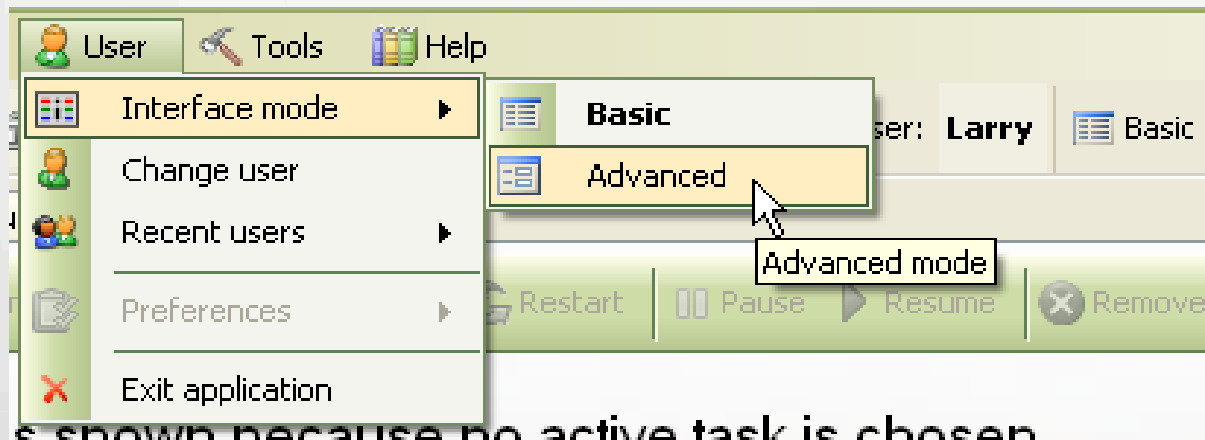 User Tools Help
Interface mode Basic ser: Larry Basic
Change user Advanced
Recent users
Advanced mode
Preferences Restart Pause Resume Remove
Exit application
s shown because no active task is chosen